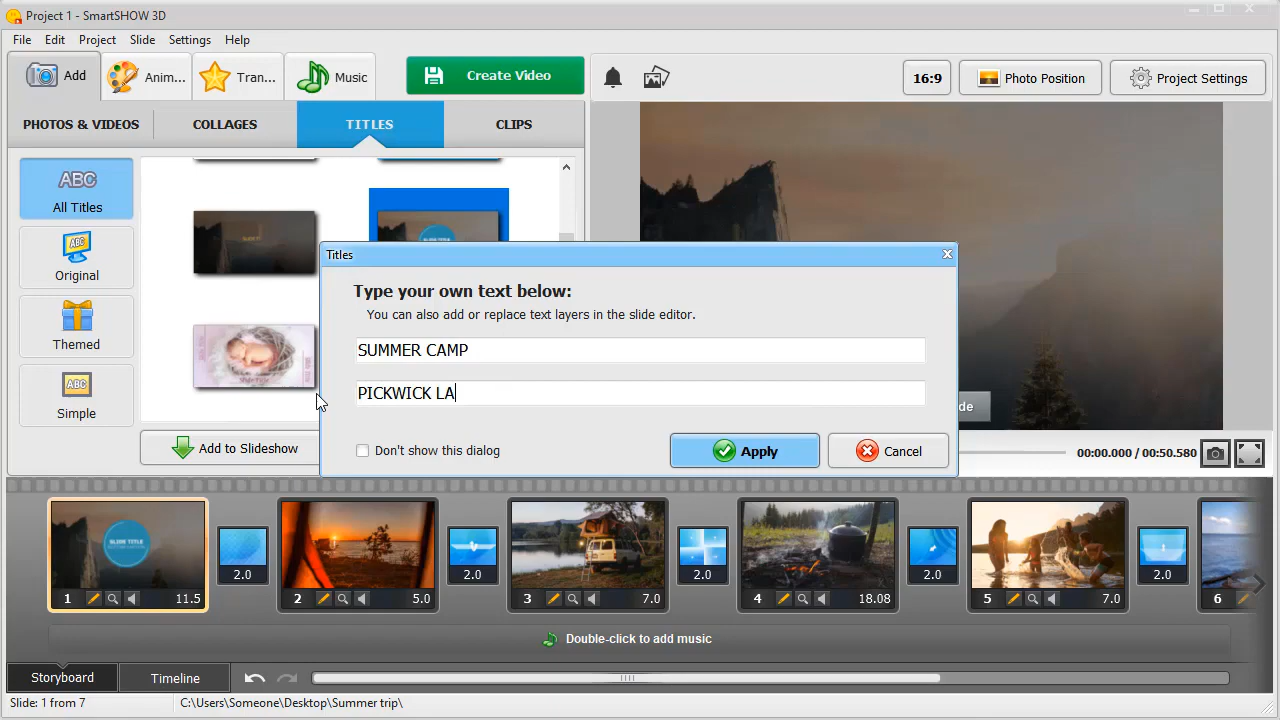 Project 1 - SmartSHOW 3D
File Edit Project Slide Settings Help
Add Anim... Tran... Music Create Video 16:9 Photo Position Project Settings
PHOTOS & VIDEOS COLLAGES TITLES CLIPS
ABC
All Titles
ABC
Original
Themed
ABC
Simple
Titles
Type your own text below:
You can also add or replace text layers in the slide editor.
SUMMER CAMP
PICKWICK LA
Don't show this dialog
Apply Cancel
Add to Slideshow
de
00:00.000 / 00:50.580
SLIDE TITLE
2.0 2.0 2.0 2.0 2.0
1 11.5 2 5.0 3 7.0 4 18.08 5 7.0 6
Double-click to add music
Storyboard Timeline
Slide: 1 from 7 C:\Users\Someone\Desktop\Summer trip\